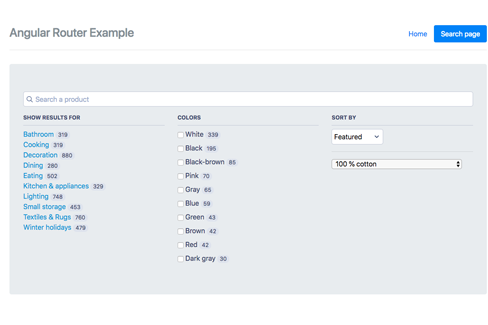 Angular Router Example
Home
Search page
Search a product
SHOW RESULTS FOR
Bathroom 319
Cooking 319
Decoration 880
Dining 280
Eating 502
Kitchen & appliances 329
Lighting 748
Small storage 453
Textiles & Rugs 760
Winter holidays 479
COLORS
White 339
Black 195
Black-brown 85
Pink 70
Gray 65
Blue 59
Green 43
Brown 42
Red 42
Dark gray 30
SORT BY
Featured
100 % cotton